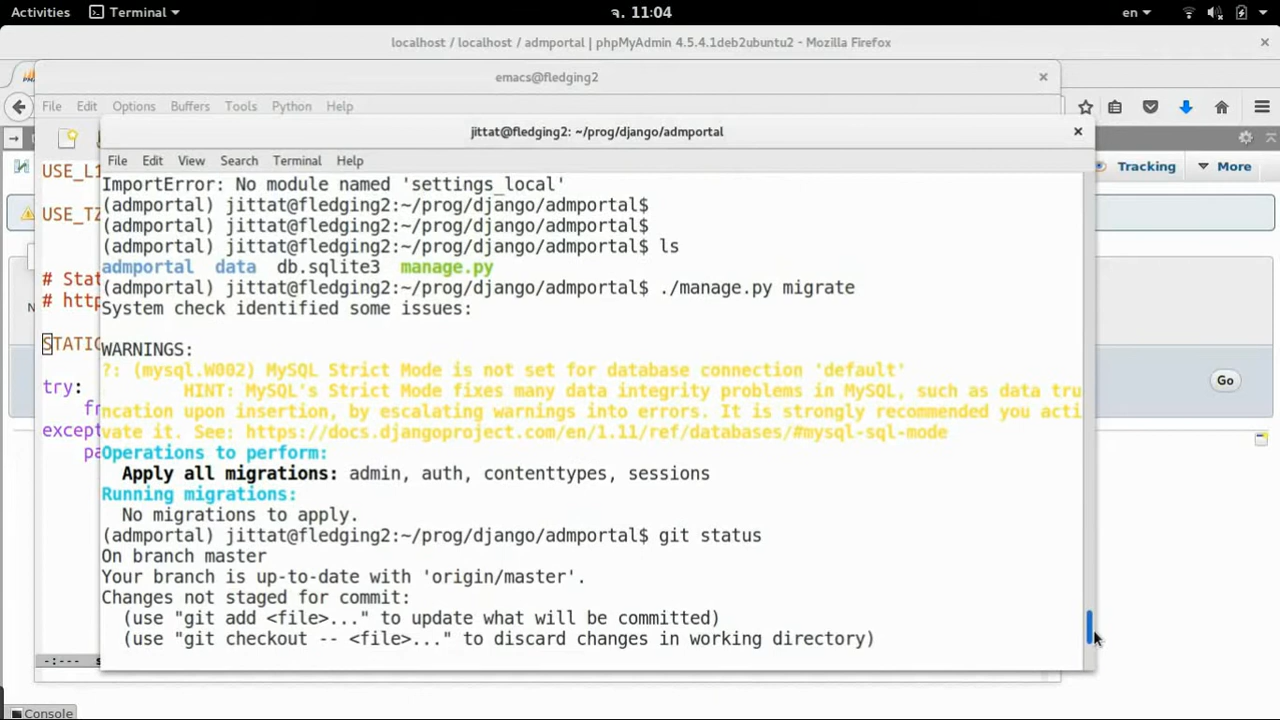 Activities Terminal จ. 11:04 en
localhost / localhost / admportal | phpMyAdmin 4.5.4.1deb2ubuntu2 - Mozilla Firefox
emacs@fledging2
File Edit Options Buffers Tools Python Help
jittat@fledging2: ~/prog/django/admportal
File Edit View Search Terminal Help
Tracking More
USE_L1
USE_TZ
# Stat
# http
STATIC
try:
fr
except
pa
Go
ImportError: No module named 'settings_local'
(admportal) jittat@fledging2:~/prog/django/admportal$
(admportal) jittat@fledging2:~/prog/django/admportal$
(admportal) jittat@fledging2:~/prog/django/admportal$ ls
admportal data db.sqlite3 manage.py
(admportal) jittat@fledging2:~/prog/django/admportal$ ./manage.py migrate
System check identified some issues:
WARNINGS:
?: (mysql.W002) MySQL Strict Mode is not set for database connection 'default'
HINT: MySQL's Strict Mode fixes many data integrity problems in MySQL, such as data tru
ncation upon insertion, by escalating warnings into errors. It is strongly recommended you acti
vate it. See: https://docs.djangoproject.com/en/1.11/ref/databases/#mysql-sql-mode
Operations to perform:
Apply all migrations: admin, auth, contenttypes, sessions
Running migrations:
No migrations to apply.
(admportal) jittat@fledging2:~/prog/django/admportal$ git status
On branch master
Your branch is up-to-date with 'origin/master'.
Changes not staged for commit:
(use "git add <file>..." to update what will be committed)
(use "git checkout -- <file>..." to discard changes in working directory)
-:---
Console